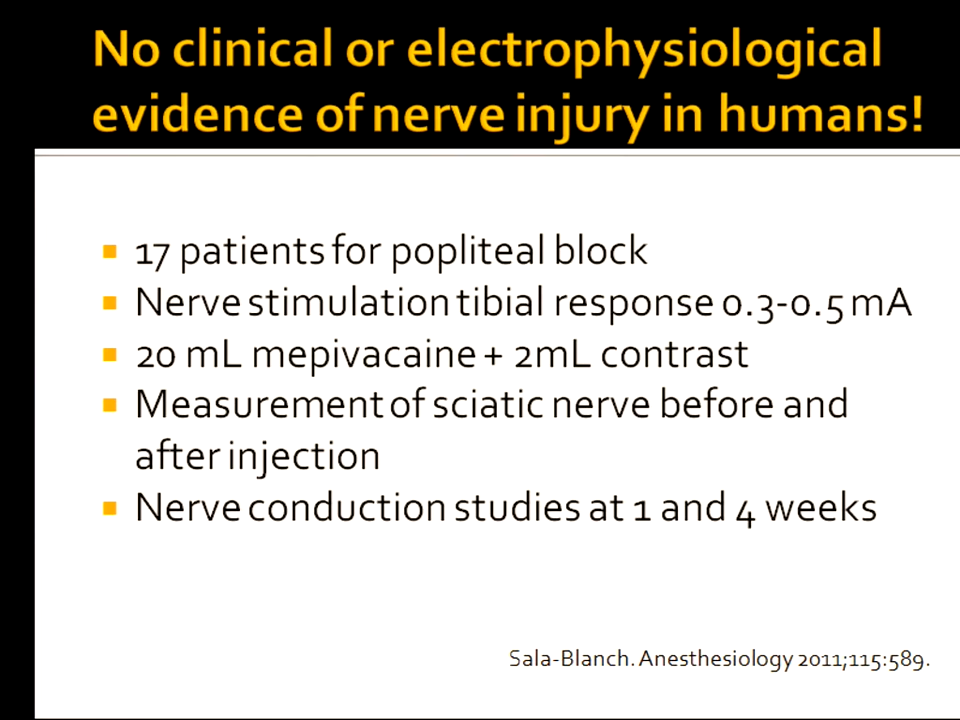 No clinical or electrophysiological
evidence of nerve injury in humans!
17 patients for popliteal block
Nerve stimulation tibial response 0.3-0.5 mA
20 mL mepivacaine + 2mL contrast
Measurement of sciatic nerve before and
after injection
Nerve conduction studies at 1 and 4 weeks
Sala-Blanch. Anesthesiology 2011;115:589.